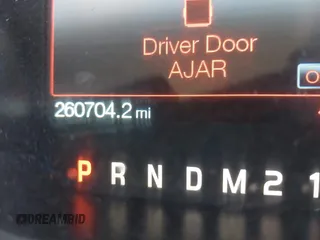 Driver Door
AJAR
260704.2 mi
P R N D M 2 1
DREAMBID